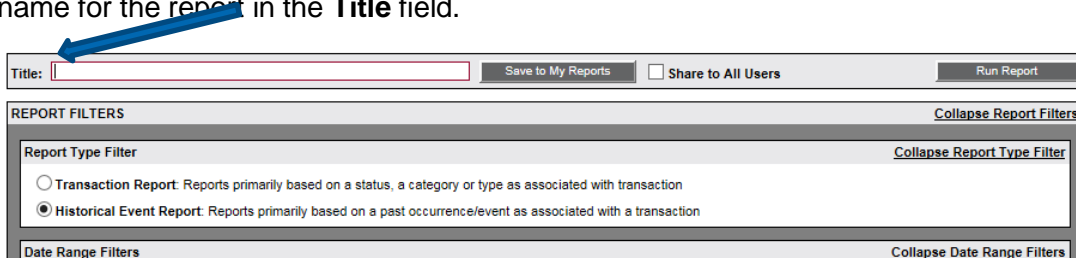 name for the report in the Title field.
Title: Save to My Reports Share to All Users Run Report
REPORT FILTERS Collapse Report Filters
Report Type Filter Collapse Report Type Filter
Transaction Report: Reports primarily based on a status, a category or type as associated with transaction
Historical Event Report: Reports primarily based on a past occurrence/event as associated with a transaction
Date Range Filters Collapse Date Range Filters